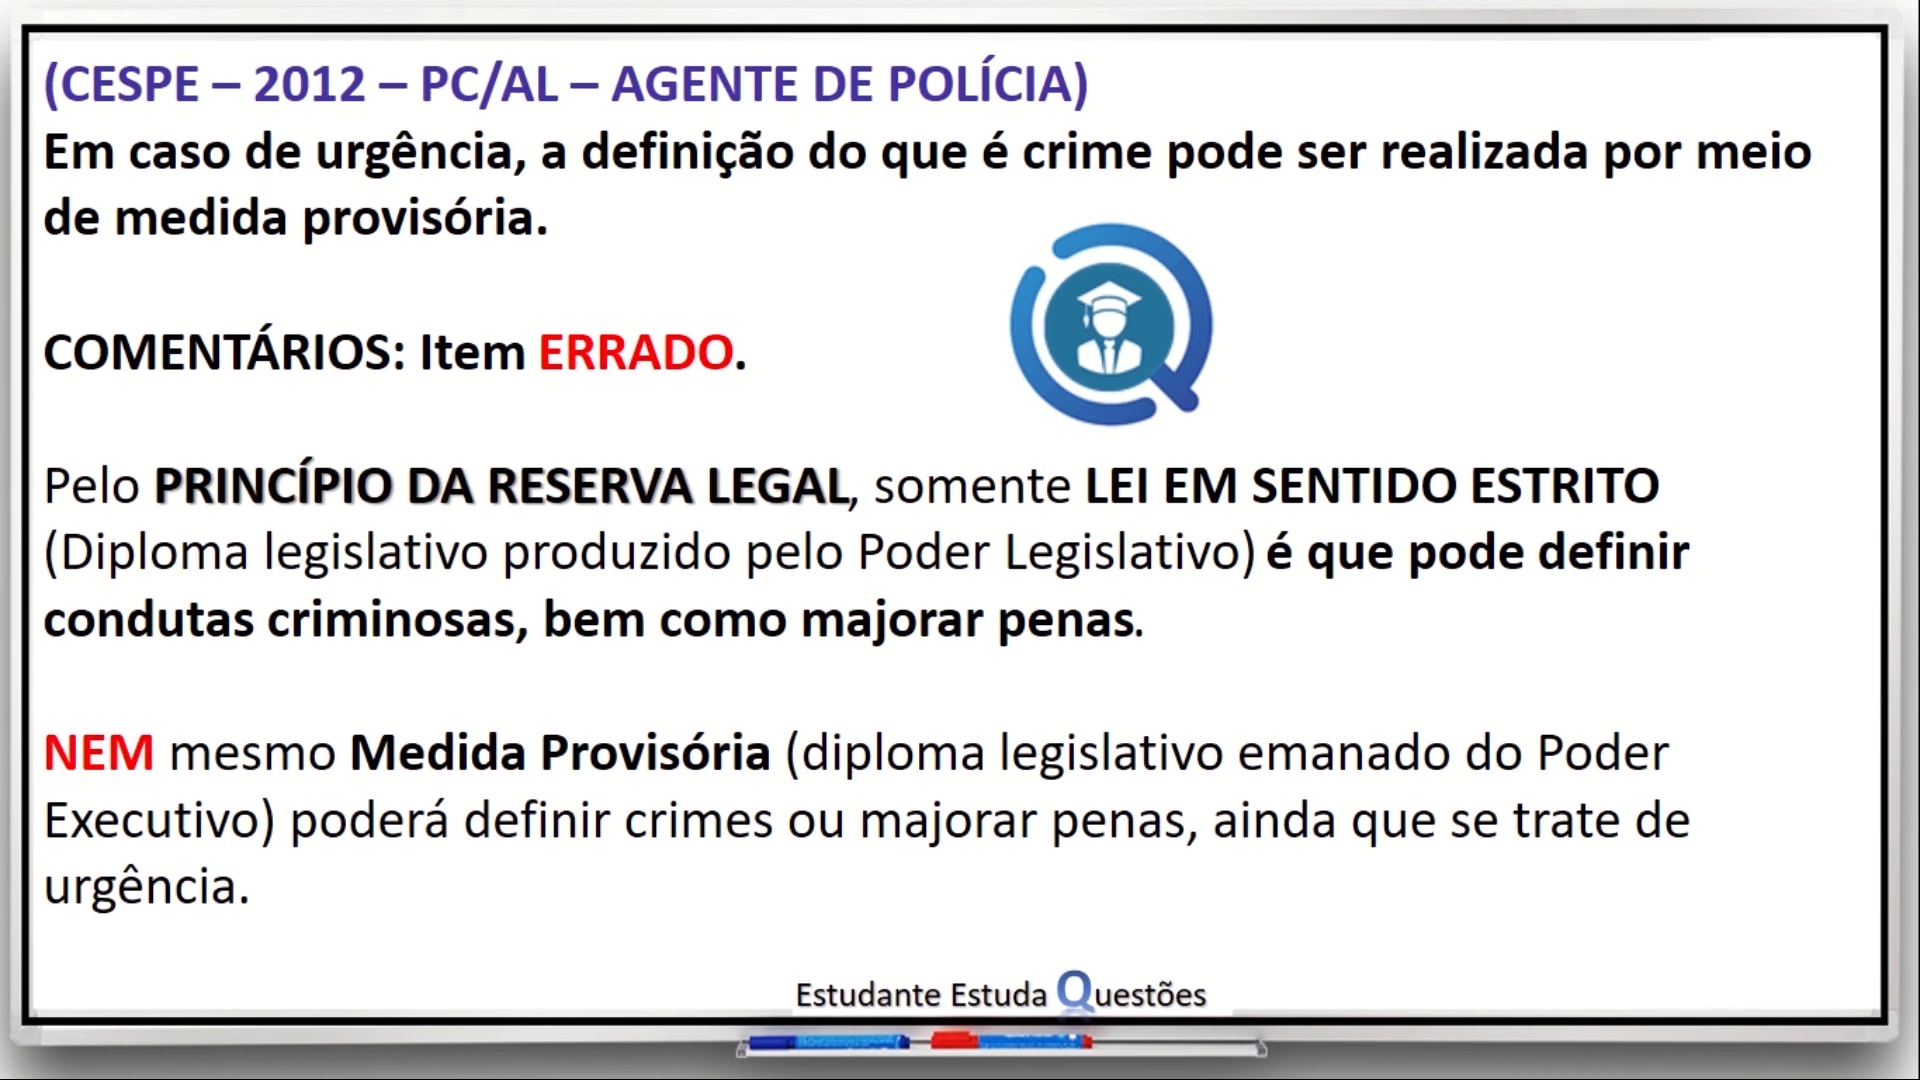 (CESPE – 2012 – PC/AL – AGENTE DE POLÍCIA)
Em caso de urgência, a definição do que é crime pode ser realizada por meio
de medida provisória.
COMENTÁRIOS: Item ERRADO.
Pelo PRINCÍPIO DA RESERVA LEGAL, somente LEI EM SENTIDO ESTRITO
(Diploma legislativo produzido pelo Poder Legislativo) é que pode definir
condutas criminosas, bem como majorar penas.
NEM mesmo Medida Provisória (diploma legislativo emanado do Poder
Executivo) poderá definir crimes ou majorar penas, ainda que se trate de
urgência.
Estudante Estuda Questões